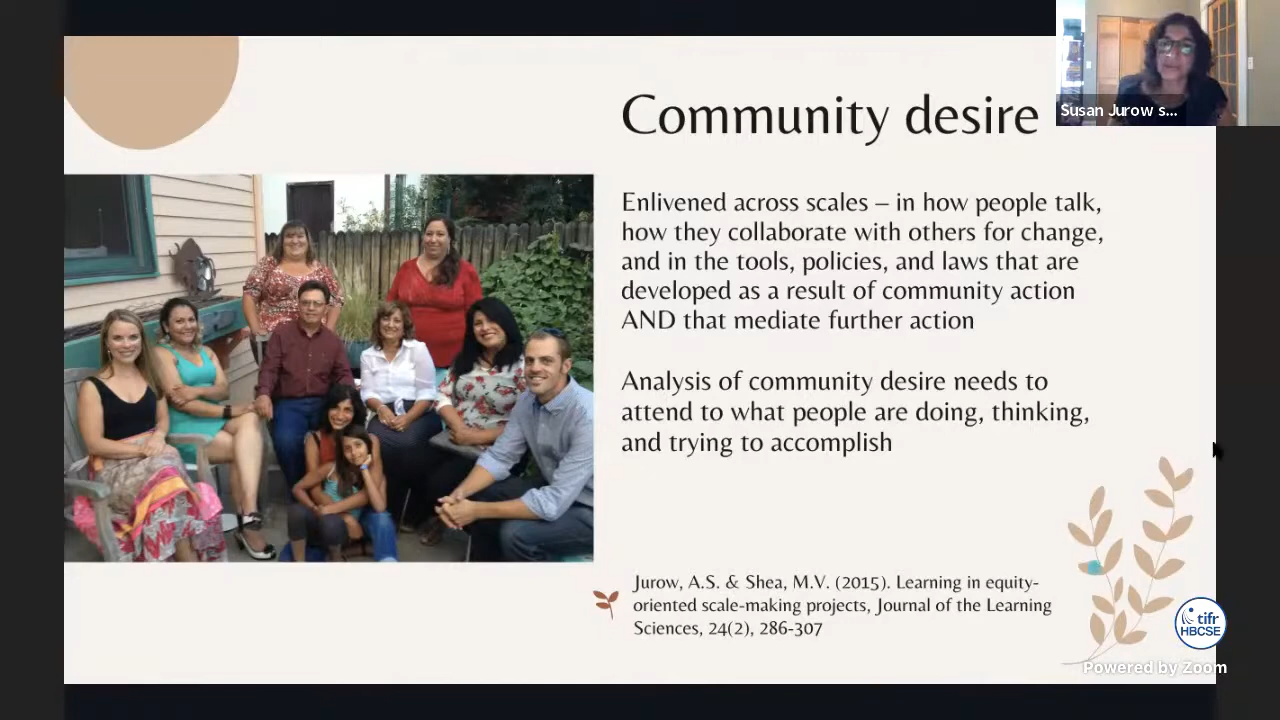 Community desire
Susan Jurow s...
Enlivened across scales – in how people talk,
how they collaborate with others for change,
and in the tools, policies, and laws that are
developed as a result of community action
AND that mediate further action
Analysis of community desire needs to
attend to what people are doing, thinking,
and trying to accomplish
Jurow, A.S. & Shea, M.V. (2015). Learning in equity-
oriented scale-making projects, Journal of the Learning
Sciences, 24(2), 286-307
tifr
HBCSE
Powered by Zoom